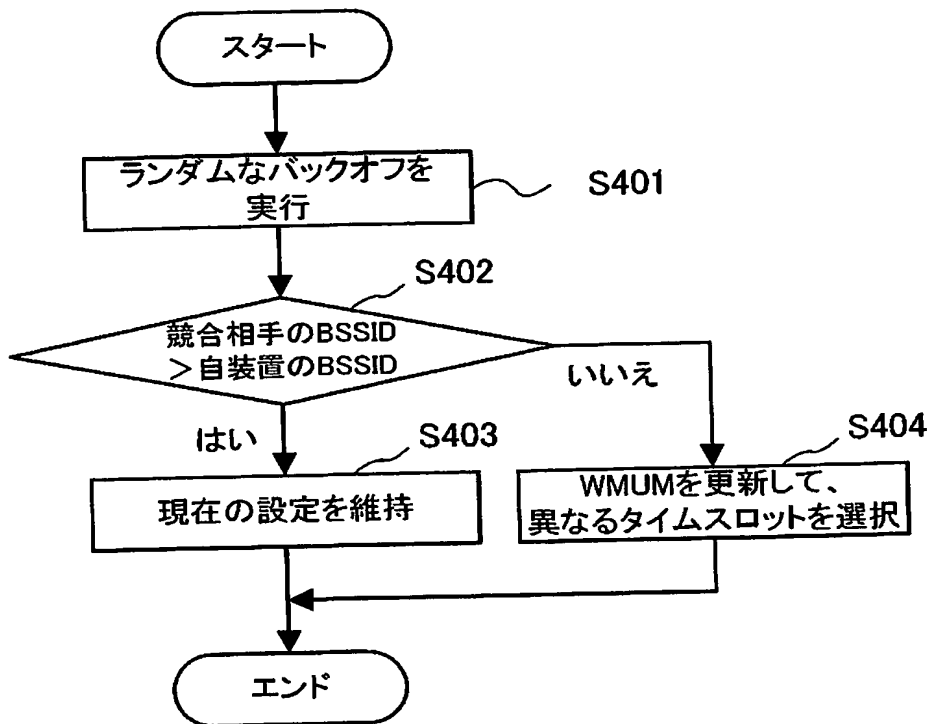 スタート
ランダムなバックオフを
実行
S401
S402
競合相手のBSSID
＞自装置のBSSID
いいえ
はい
S403
S404
現在の設定を維持
WMUMを更新して、
異なるタイムスロットを選択
エンド